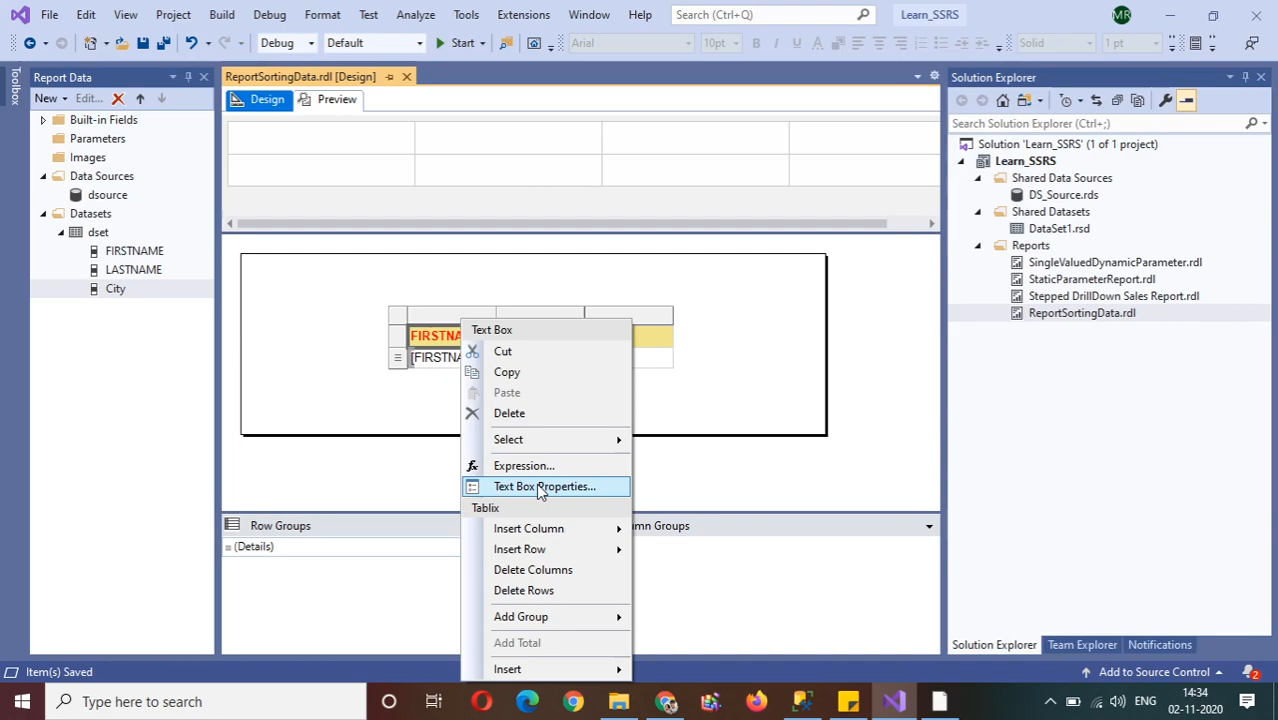 File Edit View Project Build Debug Format Test Analyze Tools Extensions Window Help Search (Ctrl+Q) Learn_SSRS MR
Debug Default Start Arial 10pt B I U Solid 1 pt
Toolbox
Report Data
New Edit...
Built-in Fields
Parameters
Images
Data Sources
dsource
Datasets
dset
FIRSTNAME
LASTNAME
City
ReportSortingData.rdl [Design]
Design Preview
FIRSTNA
[FIRSTNA
Text Box
Cut
Copy
Paste
Delete
Select
fx Expression...
Text Box Properties...
Tablix
Insert Column
Insert Row
Delete Columns
Delete Rows
Add Group
Add Total
Insert
Row Groups
(Details)
umn Groups
Solution Explorer
Search Solution Explorer (Ctrl+;)
Solution 'Learn_SSRS' (1 of 1 project)
Learn_SSRS
Shared Data Sources
DS_Source.rds
Shared Datasets
DataSet1.rsd
Reports
SingleValuedDynamicParameter.rdl
StaticParameterReport.rdl
Stepped DrillDown Sales Report.rdl
ReportSortingData.rdl
Solution Explorer Team Explorer Notifications
Item(s) Saved
Add to Source Control 2
Type here to search
ENG
14:34
02-11-2020